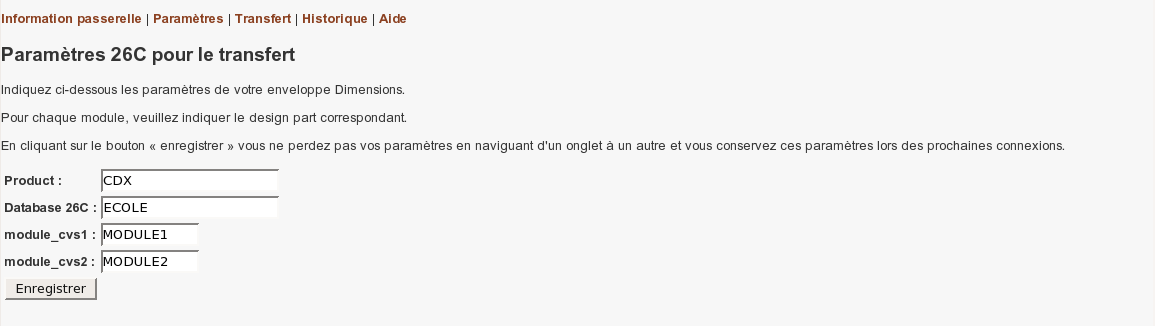 Information passerelle | Paramètres | Transfert | Historique | Aide
Paramètres 26C pour le transfert
Indiquez ci-dessous les paramètres de votre enveloppe Dimensions.
Pour chaque module, veuillez indiquer le design part correspondant.
En cliquant sur le bouton « enregistrer » vous ne perdez pas vos paramètres en naviguant d'un onglet à un autre et vous conservez ces paramètres lors des prochaines connexions.
Product : CDX
Database 26C : ECOLE
module_cvs1 : MODULE1
module_cvs2 : MODULE2
Enregistrer